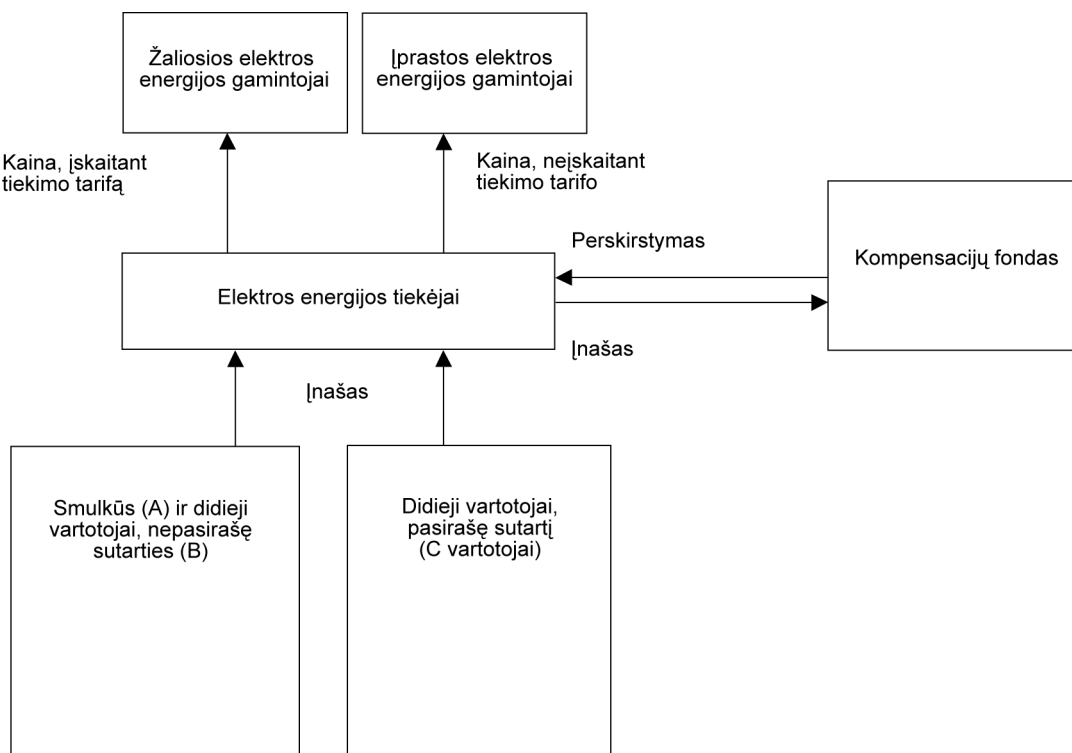 Žaliosios elektros
energijos gamintojai
Įprastos elektros
energijos gamintojai
Kaina, įskaitant
tiekimo tarifą
Kaina, neįskaitant
tiekimo tarifo
Perskirstymas
Kompensacijų fondas
Elektros energijos tiekėjai
Įnašas
Įnašas
Smulkūs (A) ir didieji
vartotojai, nepasirašę
sutarties (B)
Didieji vartotojai,
pasirašę sutartį
(C vartotojai)